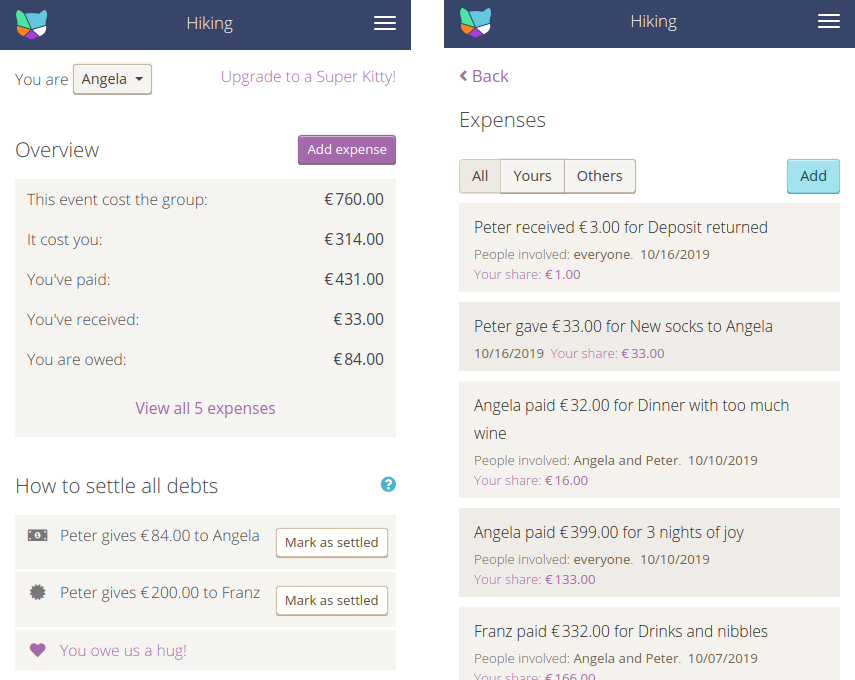 Hiking
You are Angela
Upgrade to a Super Kitty!
Overview
Add expense
This event cost the group: €760.00
It cost you: €314.00
You've paid: €431.00
You've received: €33.00
You are owed: €84.00
View all 5 expenses
How to settle all debts
?
Peter gives €84.00 to Angela
Mark as settled
Peter gives €200.00 to Franz
Mark as settled
You owe us a hug!
Hiking
Back
Expenses
All Yours Others
Add
Peter received €3.00 for Deposit returned
People involved: everyone. 10/16/2019
Your share: €1.00
Peter gave €33.00 for New socks to Angela
10/16/2019 Your share: €33.00
Angela paid €32.00 for Dinner with too much
wine
People involved: Angela and Peter. 10/10/2019
Your share: €16.00
Angela paid €399.00 for 3 nights of joy
People involved: everyone. 10/10/2019
Your share: €133.00
Franz paid €332.00 for Drinks and nibbles
People involved: Angela and Peter. 10/07/2019
Your share: €166.00